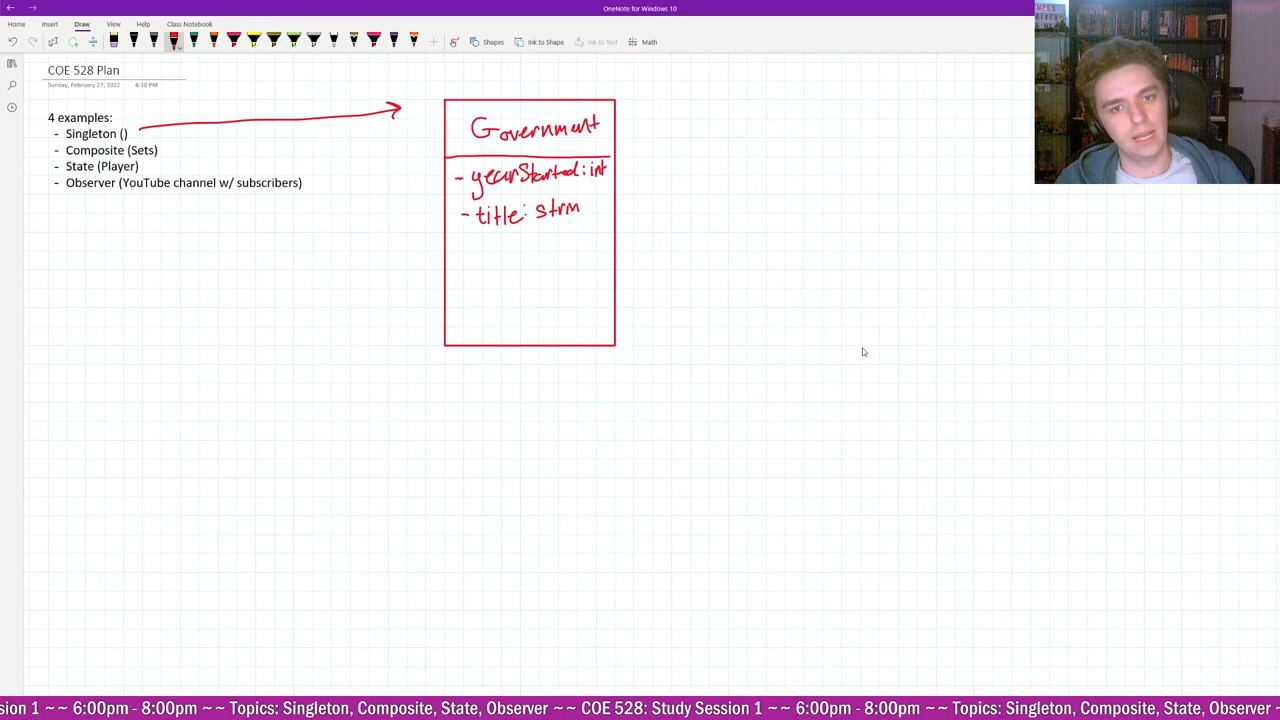 OneNote for Windows 10
Home Insert Draw View Help Class Notebook
Shapes Ink to Shape Ink to Text Math
COE 528 Plan
Sunday, February 27, 2022 6:10 PM
4 examples:
- Singleton ()
- Composite (Sets)
- State (Player)
- Observer (YouTube channel w/ subscribers)
Government
- yearStarted: int
- title: strin
sion 1 ~~ 6:00pm - 8:00pm ~~ Topics: Singleton, Composite, State, Observer ~~ COE 528: Study Session 1 ~~ 6:00pm - 8:00pm ~~ Topics: Singleton, Composite, State, Observer ~